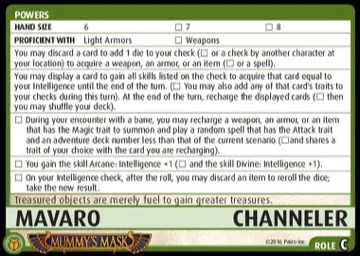 POWERS
HAND SIZE 6 ☐ 7 ☐ 8
PROFICIENT WITH Light Armors ☐ Weapons
You may discard a card to add 1 die to your check (☐ or a check by another character at
your location) to acquire a weapon, an armor, or an item (☐ or a spell).
You may display a card to gain all skills listed on the check to acquire that card equal to
your Intelligence until the end of the turn. (☐ You may also add any of that card's traits to
your checks during this turn). At the end of the turn, recharge the displayed cards (☐ then
you may shuffle your deck).
☐ During your encounter with a bane, you may recharge a weapon, an armor, or an item
that has the Magic trait to summon and play a random spell that has the Attack trait
and an adventure deck number less than that of the current scenario (☐and shares a
trait of your choice with the card you are recharging).
☐ You gain the skill Arcane: Intelligence +1 (☐ and the skill Divine: Intelligence +1).
☐ On your Intelligence check, after the roll, you may discard an item to reroll the dice;
take the new result.
Treasured objects are merely fuel to gain greater treasures.
MAVARO CHANNELER
MUMMY'S MASK
©2016 Paizo Inc.
ROLE C